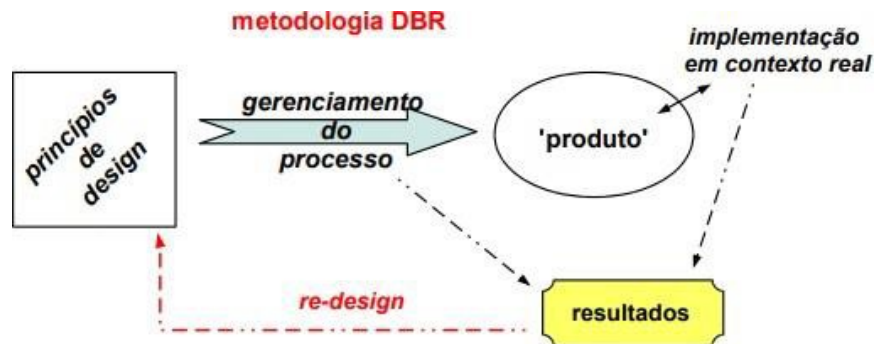 metodologia DBR
implementação
em contexto real
princípios
de
design
gerenciamento
do
processo
'produto'
re-design
resultados